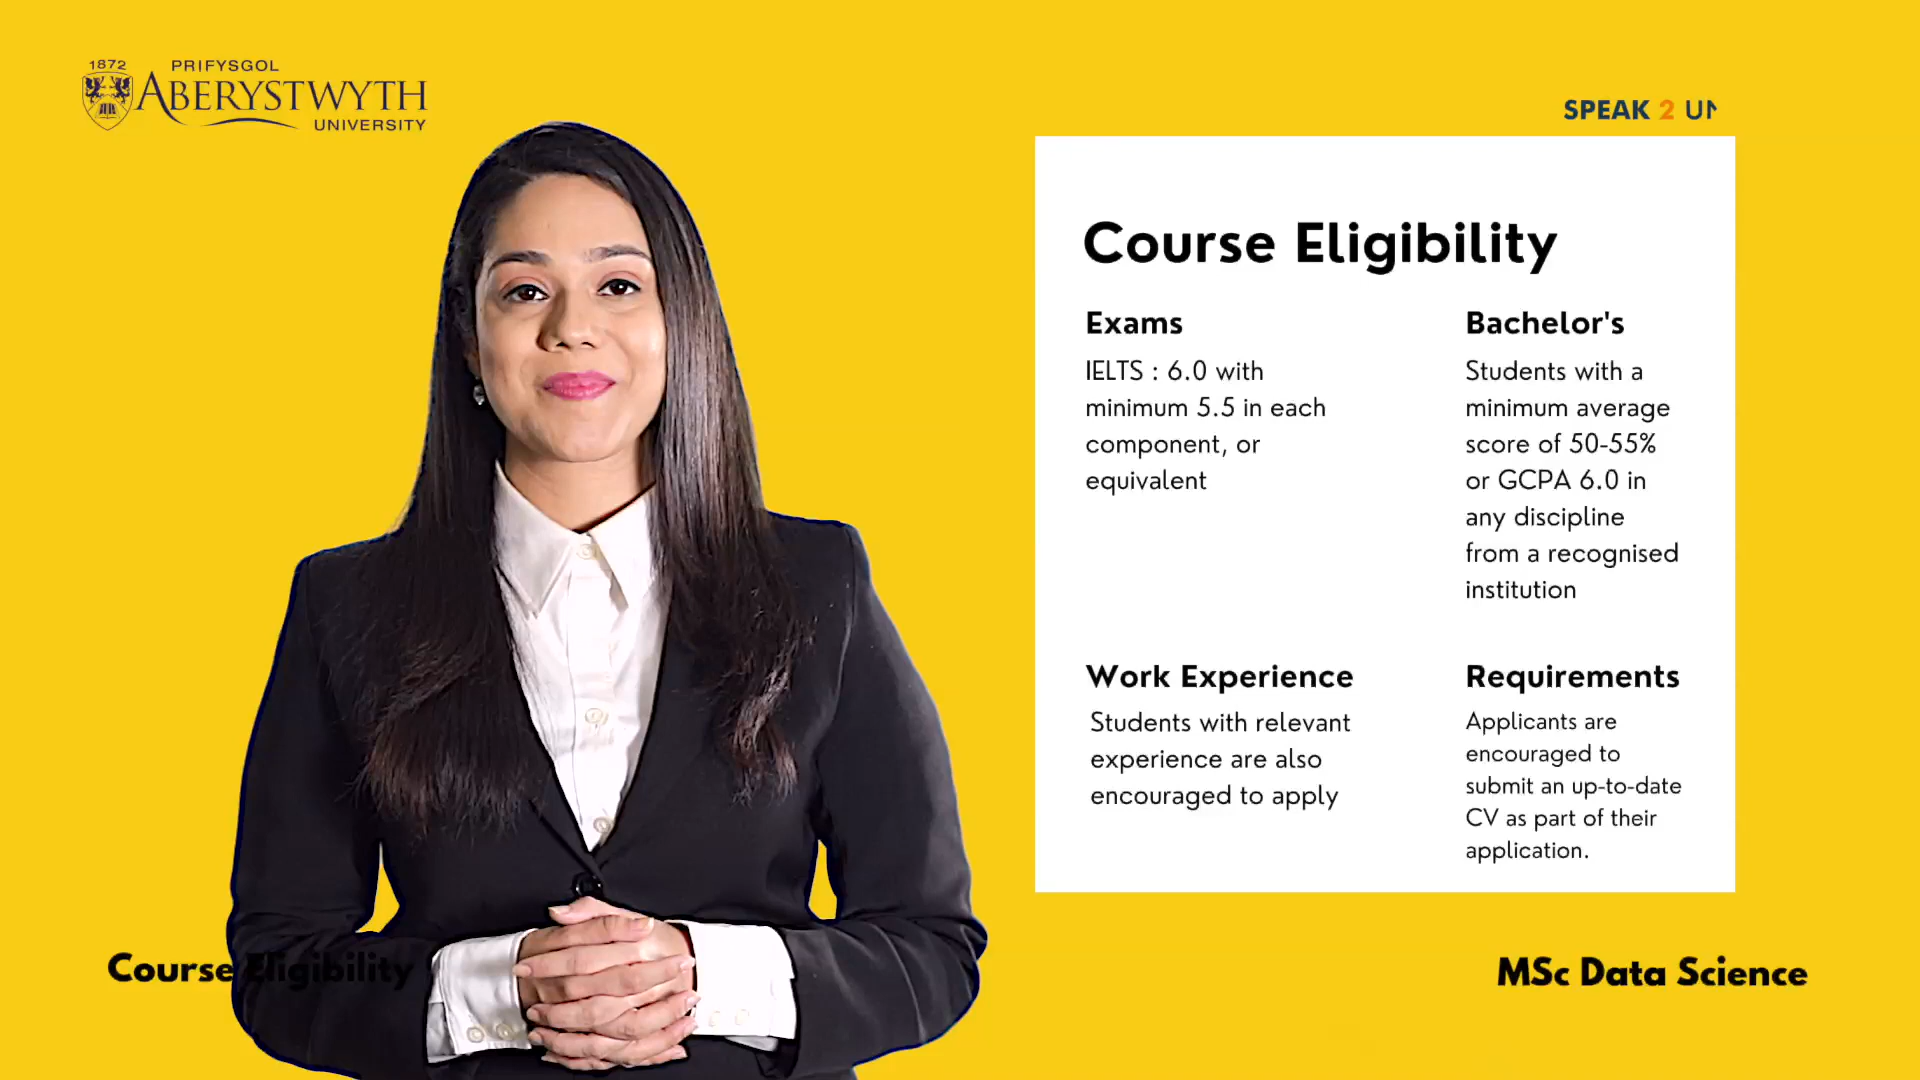 1872
PRIFYSGOL
ABERYSTWYTH
UNIVERSITY
SPEAK 2
Course Eligibility
Exams
IELTS : 6.0 with
minimum 5.5 in each
component, or
equivalent
Bachelor's
Students with a
minimum average
score of 50-55%
or GCPA 6.0 in
any discipline
from a recognised
institution
Work Experience
Students with relevant
experience are also
encouraged to apply
Requirements
Applicants are
encouraged to
submit an up-to-date
CV as part of their
application.
Course Eligibility
MSc Data Science